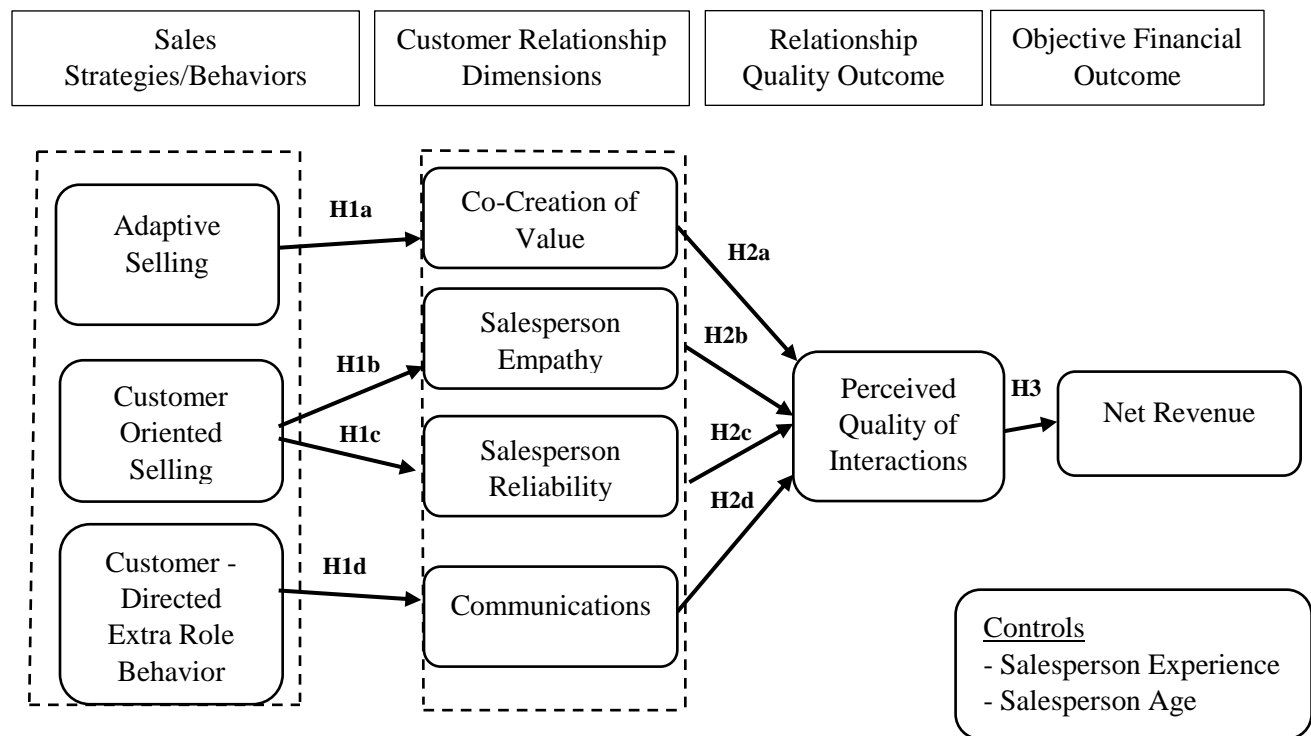 Sales
Strategies/Behaviors
Customer Relationship
Dimensions
Relationship
Quality Outcome
Objective Financial
Outcome
Adaptive
Selling
H1a
Co-Creation of
Value
H2a
Customer
Oriented
Selling
H1b
H1c
Salesperson
Empathy
H2b
Salesperson
Reliability
H2c
Customer -
Directed
Extra Role
Behavior
H1d
Communications
H2d
Perceived
Quality of
Interactions
H3
Net Revenue
Controls
- Salesperson Experience
- Salesperson Age